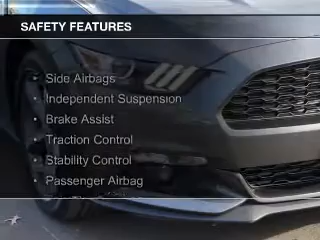 SAFETY FEATURES
• Side Airbags
• Independent Suspension
• Brake Assist
• Traction Control
• Stability Control
• Passenger Airbag